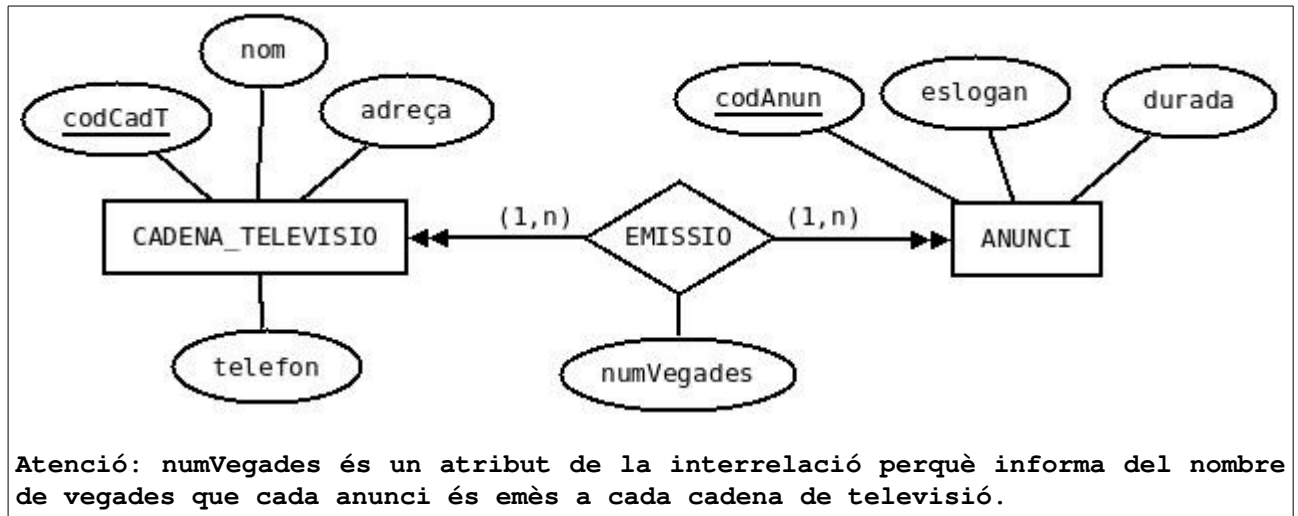 nom
codCadT
adreça
codAnun
eslogan
durada
CADENA_TELEVISIO
(1,n)
EMISSIO
(1,n)
ANUNCI
telefon
numVegades
Atenció: numVegades és un atribut de la interrelació perquè informa del nombre
de vegades que cada anunci és emès a cada cadena de televisió.